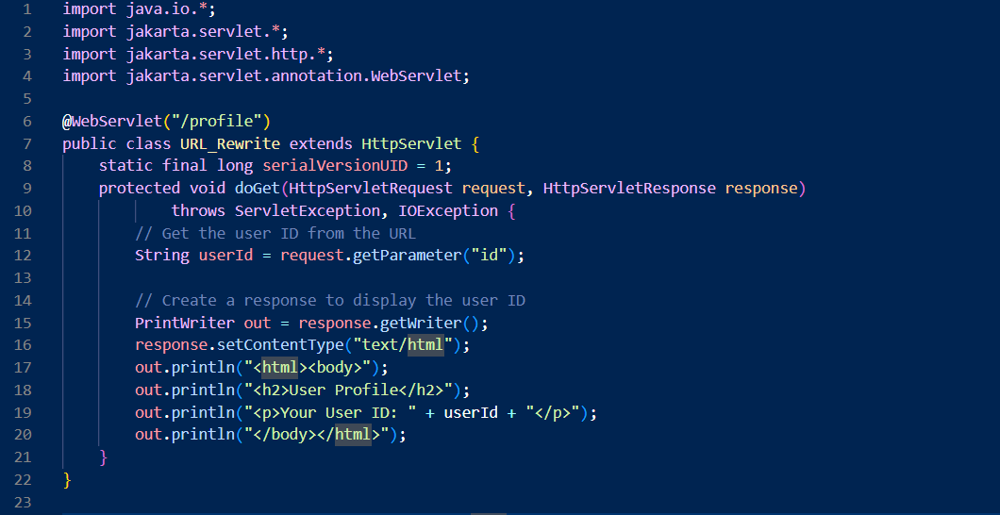 1 import java.io.*;
2 import jakarta.servlet.*;
3 import jakarta.servlet.http.*;
4 import jakarta.servlet.annotation.WebServlet;
5
6 @WebServlet("/profile")
7 public class URL_Rewrite extends HttpServlet {
8     static final long serialVersionUID = 1;
9     protected void doGet(HttpServletRequest request, HttpServletResponse response)
10             throws ServletException, IOException {
11         // Get the user ID from the URL
12         String userId = request.getParameter("id");
13
14         // Create a response to display the user ID
15         PrintWriter out = response.getWriter();
16         response.setContentType("text/html");
17         out.println("<html><body>");
18         out.println("<h2>User Profile</h2>");
19         out.println("<p>Your User ID: " + userId + "</p>");
20         out.println("</body></html>");
21     }
22 }
23